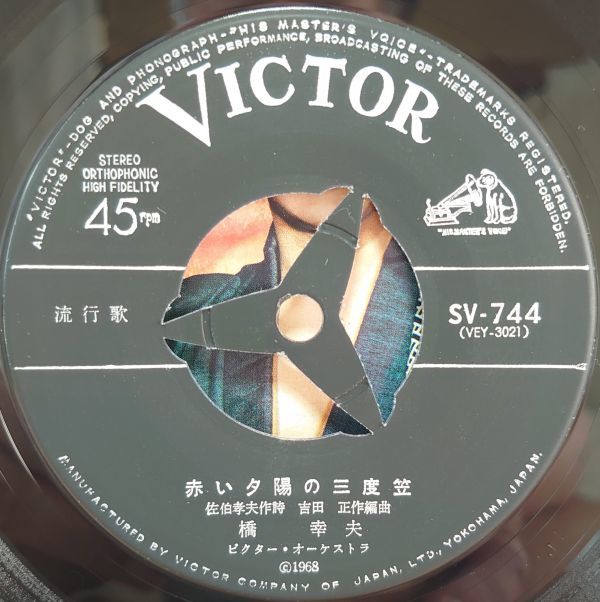 "VICTOR"-DOG AND PHONOGRAPH-"HIS MASTER'S VOICE"-TRADEMARKS REGISTERED.
ALL RIGHTS RESERVED, COPYING, PUBLIC PERFORMANCE, BROADCASTING OF THESE RECORDS ARE FORBIDDEN.
VICTOR
STEREO
ORTHOPHONIC
HIGH FIDELITY
45 rpm
"HIS MASTER'S VOICE"
流行歌
SV-744
(VEY-3021)
赤い夕陽の三度笠
佐伯孝夫作詩 吉田 正作編曲
橋 幸夫
ビクター・オーケストラ
©1968
MANUFACTURED BY VICTOR COMPANY OF JAPAN, LTD., YOKOHAMA, JAPAN.